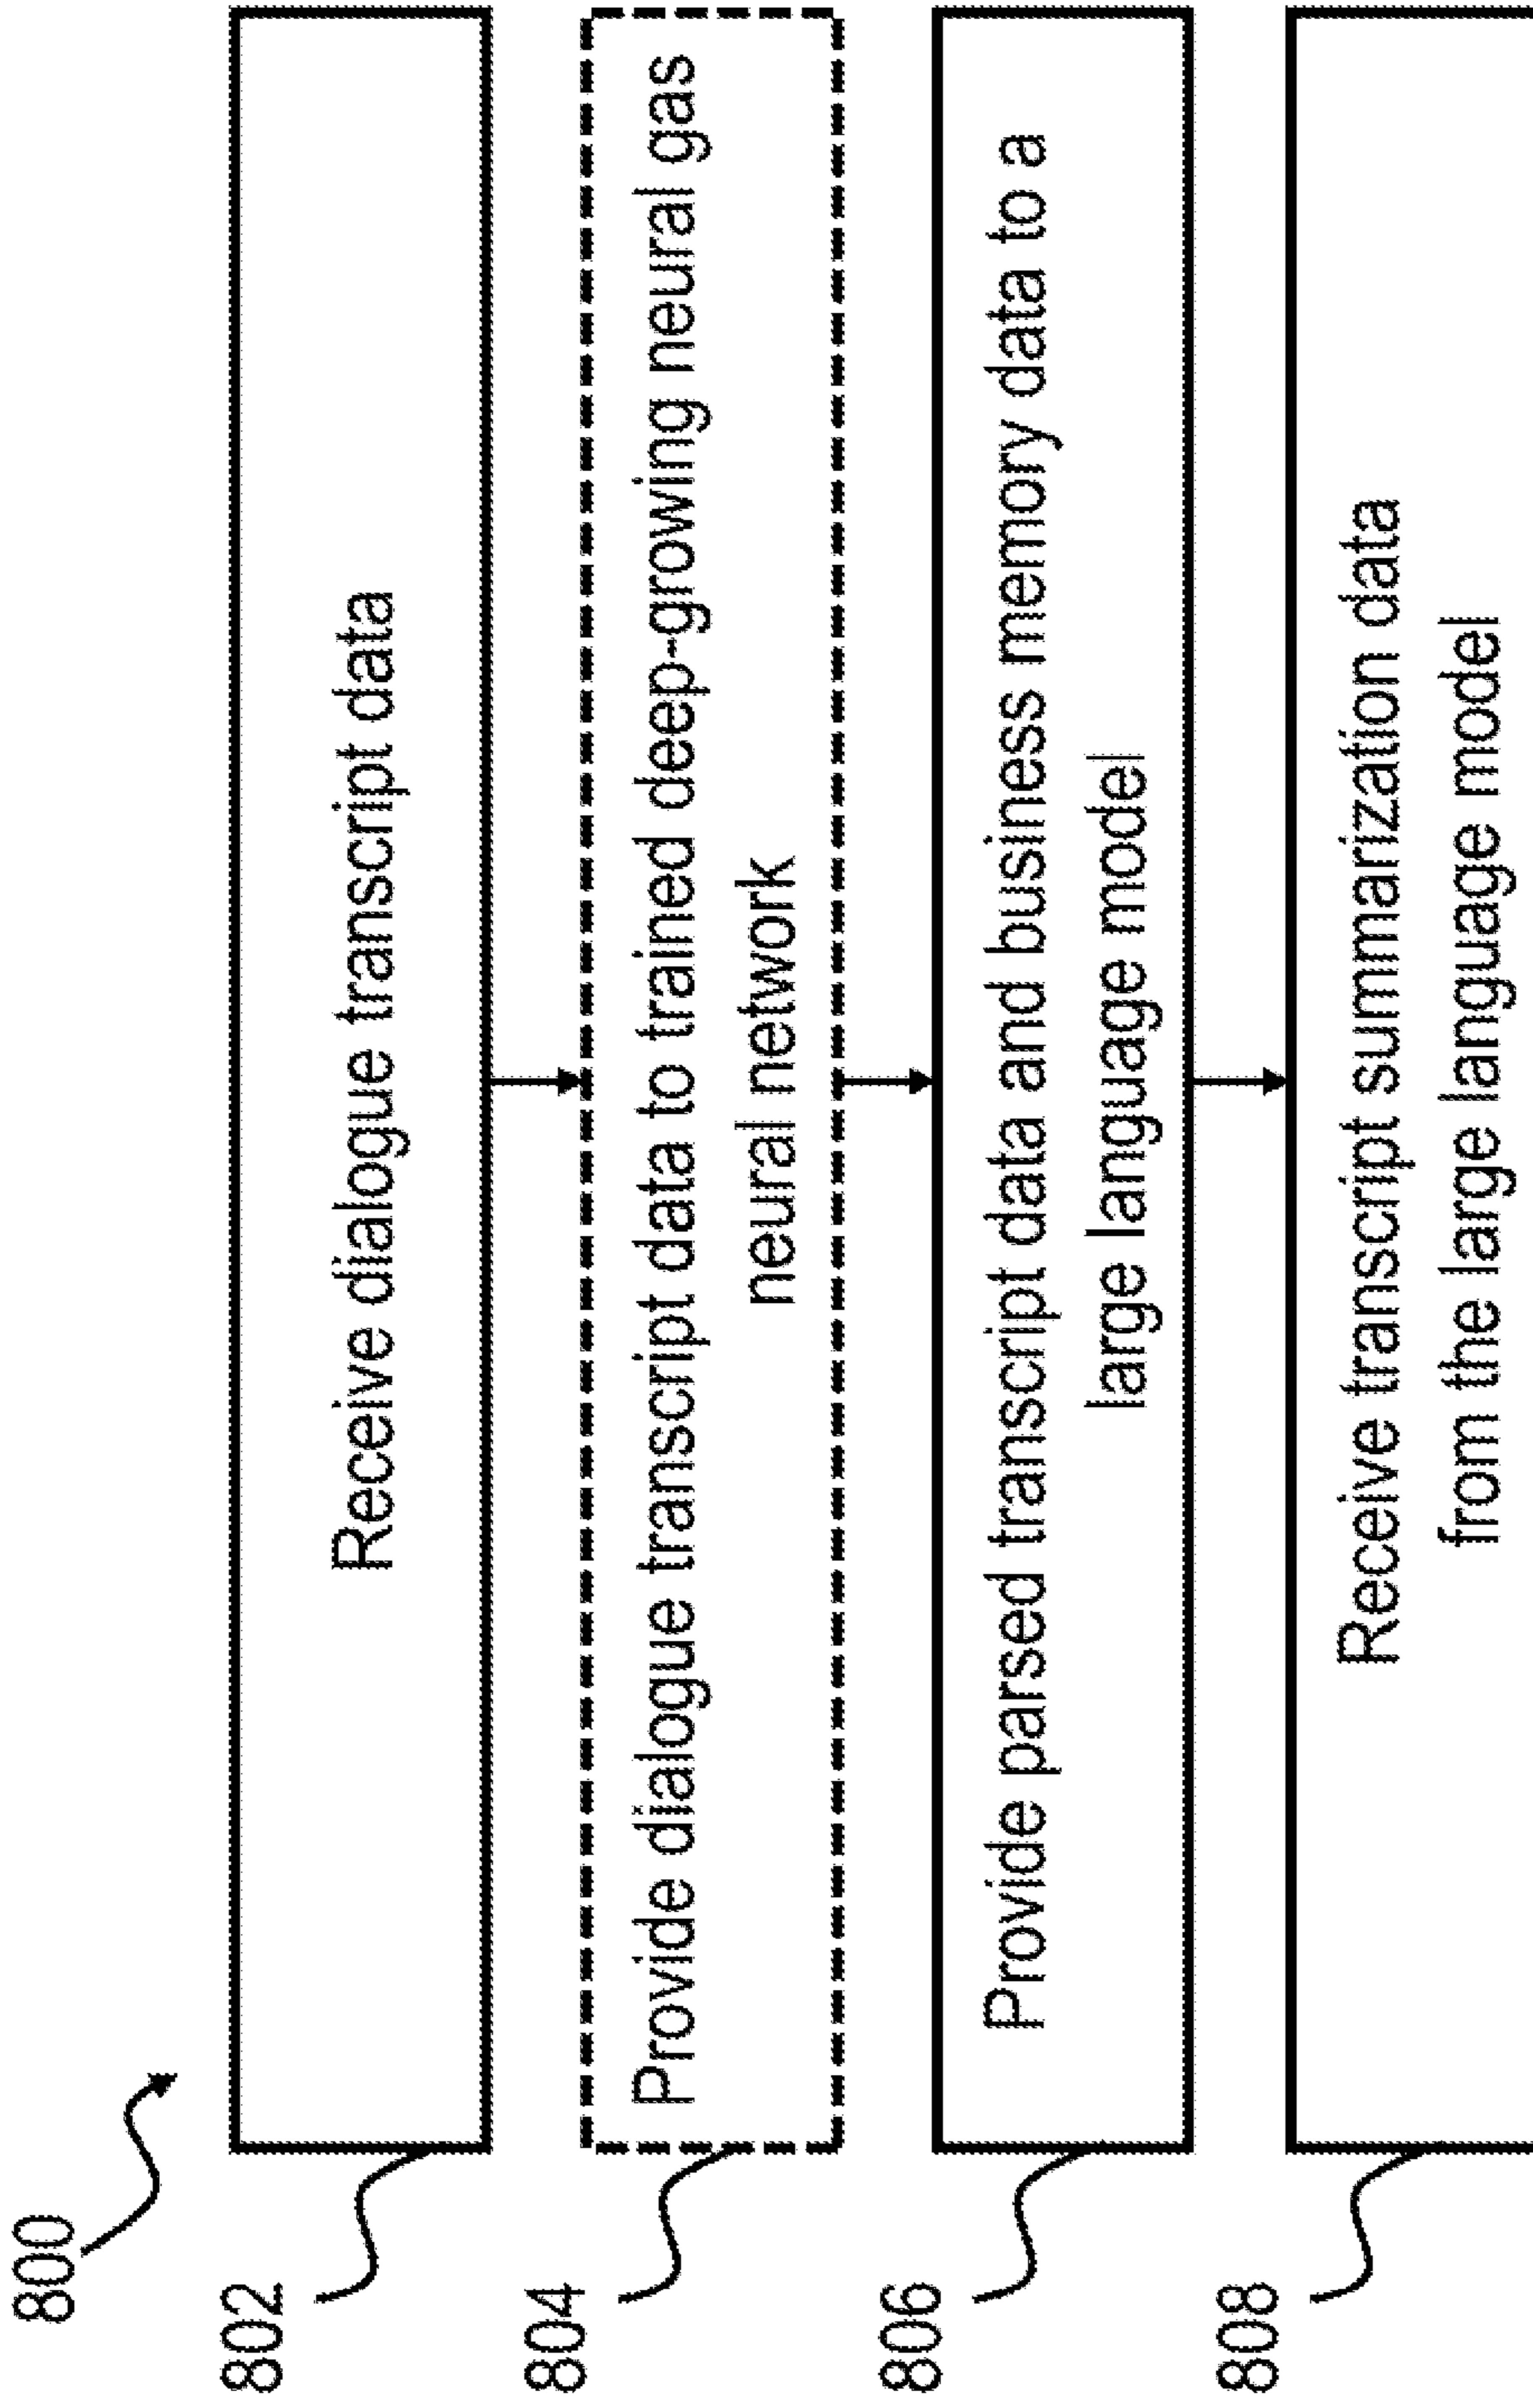 800
802
Receive dialogue transcript data
804
Provide dialogue transcript data to trained deep-growing neural gas
neural network
806
Provide parsed transcript data and business memory data to a
large language model
808
Receive transcript summarization data
from the large language model